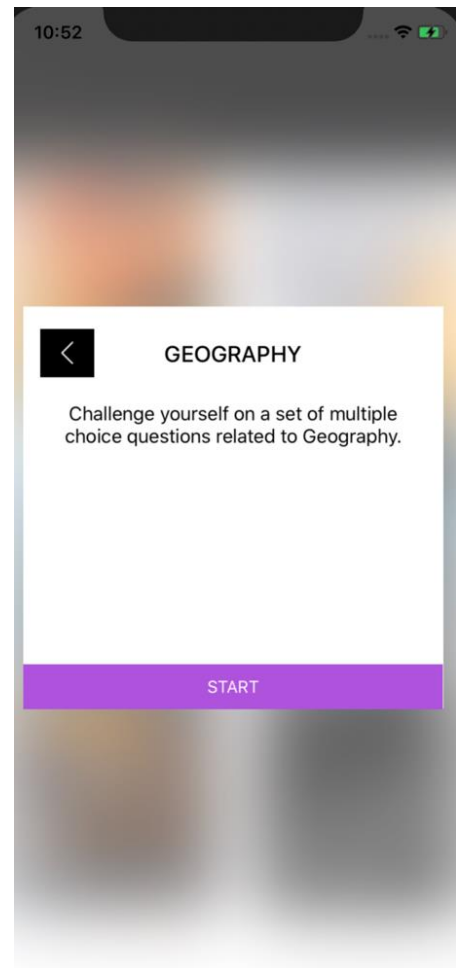 10:52
GEOGRAPHY
Challenge yourself on a set of multiple
choice questions related to Geography.
START